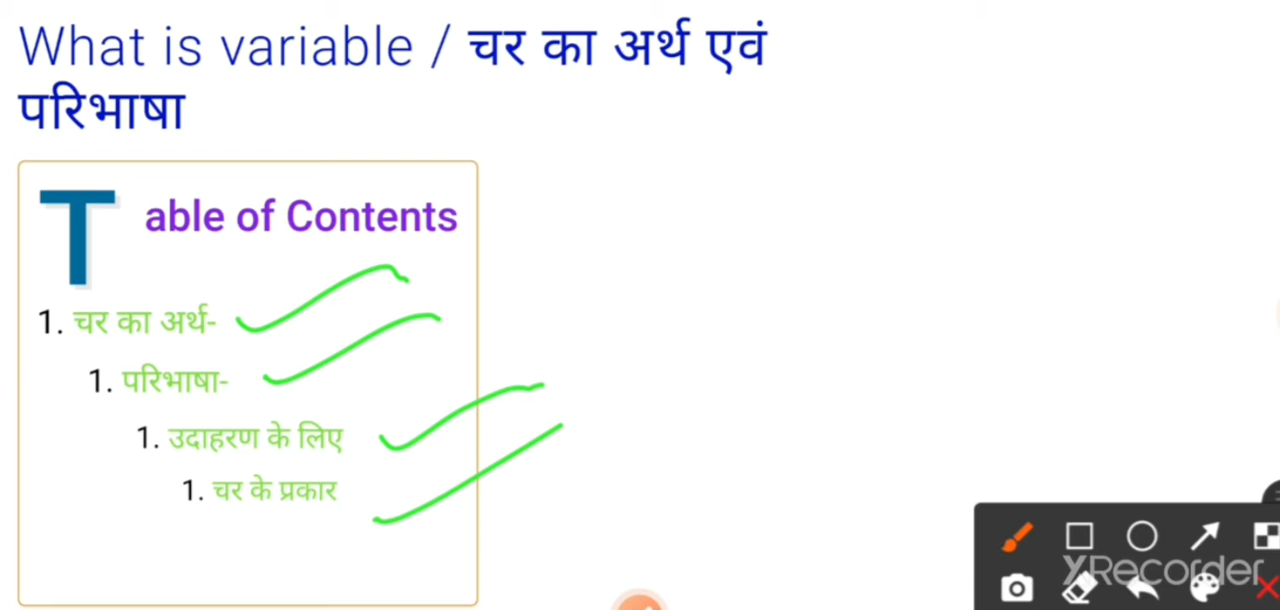 What is variable / चर का अर्थ एवं
परिभाषा
Table of Contents
1. चर का अर्थ-
1. परिभाषा-
1. उदाहरण के लिए
1. चर के प्रकार
XRecorder